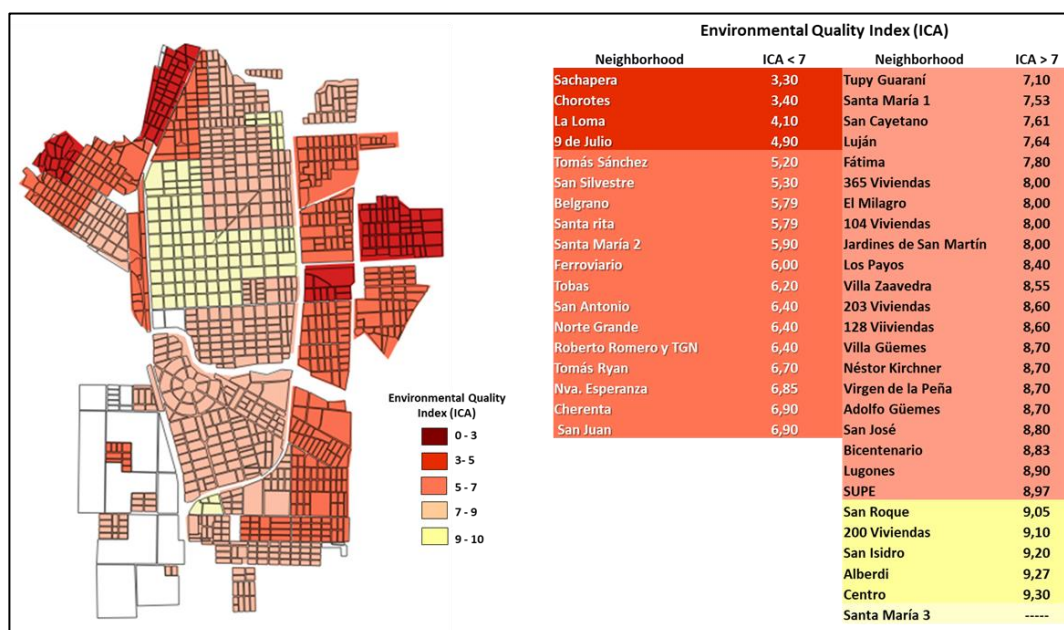 Environmental Quality Index (ICA)
Neighborhood ICA < 7
Sachapera 3,30
Chorotes 3,40
La Loma 4,10
9 de Julio 4,90
Tomás Sánchez 5,20
San Silvestre 5,30
Belgrano 5,79
Santa rita 5,79
Santa María 2 5,90
Ferroviario 6,00
Tobas 6,20
San Antonio 6,40
Norte Grande 6,40
Roberto Romero y TGN 6,40
Tomás Ryan 6,70
Nva. Esperanza 6,85
Cherenta 6,90
San Juan 6,90
Neighborhood ICA > 7
Tupy Guaraní 7,10
Santa María 1 7,53
San Cayetano 7,61
Luján 7,64
Fátima 7,80
365 Viviendas 8,00
El Milagro 8,00
104 Viviendas 8,00
Jardines de San Martín 8,00
Los Payos 8,40
Villa Zaavedra 8,55
203 Viviendas 8,60
128 Viiviendas 8,60
Villa Güemes 8,70
Néstor Kirchner 8,70
Virgen de la Peña 8,70
Adolfo Güemes 8,70
San José 8,80
Bicentenario 8,83
Lugones 8,90
SUPE 8,97
San Roque 9,05
200 Viviendas 9,10
San Isidro 9,20
Alberdi 9,27
Centro 9,30
Santa María 3 -----
Environmental Quality
Index (ICA)
0 - 3
3- 5
5 - 7
7 - 9
9 - 10